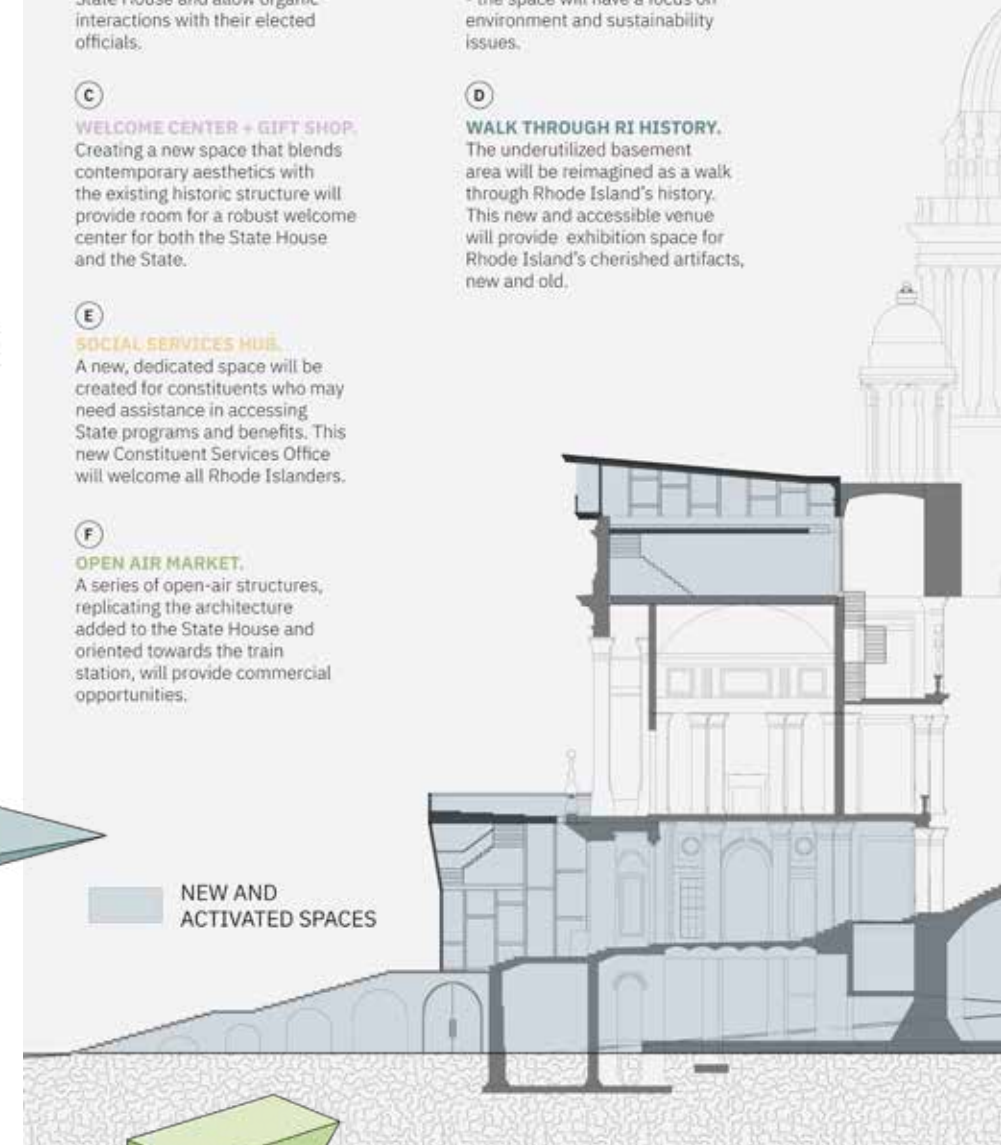 State House and allow organic
interactions with their elected
officials.
C
WELCOME CENTER + GIFT SHOP.
Creating a new space that blends
contemporary aesthetics with
the existing historic structure will
provide room for a robust welcome
center for both the State House
and the State.
E
SOCIAL SERVICES HUB.
A new, dedicated space will be
created for constituents who may
need assistance in accessing
State programs and benefits. This
new Constituent Services Office
will welcome all Rhode Islanders.
F
OPEN AIR MARKET.
A series of open-air structures,
replicating the architecture
added to the State House and
oriented towards the train
station, will provide commercial
opportunities.
- the space will have a focus on
environment and sustainability
issues.
D
WALK THROUGH RI HISTORY.
The underutilized basement
area will be reimagined as a walk
through Rhode Island's history.
This new and accessible venue
will provide exhibition space for
Rhode Island's cherished artifacts,
new and old.
NEW AND
ACTIVATED SPACES